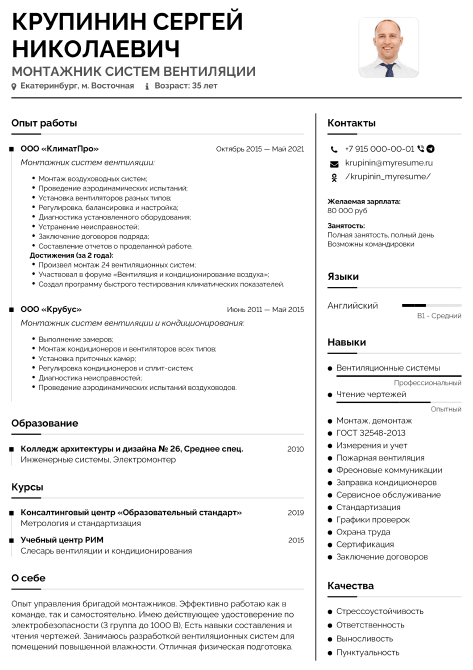 КРУПИНИН СЕРГЕЙ
НИКОЛАЕВИЧ
МОНТАЖНИК СИСТЕМ ВЕНТИЛЯЦИИ
Екатеринбург, м. Восточная Возраст: 35 лет
Опыт работы
ООО «КлиматПро» Октябрь 2015 — Май 2021
Монтажник систем вентиляции:
Монтаж воздуховодных систем;
Проведение аэродинамических испытаний;
Установка вентиляторов разных типов;
Регулировка, балансировка и настройка;
Диагностика установленного оборудования;
Устранение неисправностей;
Заключение договоров подряда;
Составление отчетов о проделанной работе.
Достижения (за 2 года):
Произвел монтаж 24 вентиляционных систем;
Участвовал в форуме «Вентиляция и кондиционирование воздуха»;
Создал программу быстрого тестирования климатических показателей.
ООО «Крубус» Июнь 2011 — Май 2015
Монтажник систем вентиляции и кондиционирования:
Выполнение замеров;
Монтаж кондиционеров и вентиляторов всех типов;
Установка приточных камер;
Регулировка кондиционеров и сплит-систем;
Диагностика неисправностей;
Проведение аэродинамических испытаний воздуховодов.
Образование
Колледж архитектуры и дизайна № 26, Среднее спец. 2010
Инженерные системы, Электромонтер
Курсы
Консалтинговый центр «Образовательный стандарт» 2019
Метрология и стандартизация
Учебный центр РИМ 2015
Слесарь вентиляции и кондиционирования
О себе
Опыт управления бригадой монтажников. Эффективно работаю как в
команде, так и самостоятельно. Имею действующее удостоверение по
электробезопасности (3 группа до 1000 В). Есть навыки составления и
чтения чертежей. Занимаюсь разработкой вентиляционных систем для
помещений повышенной влажности. Отличная физическая подготовка.
Контакты
+7 915 000-00-01
krupinin@myresume.ru
/krupinin_myresume/
Желаемая зарплата:
80 000 руб
Занятость:
Полная занятость, полный день
Возможны командировки
Языки
Английский
B1 - Средний
Навыки
Вентиляционные системы
Профессиональный
Чтение чертежей
Опытный
Монтаж, демонтаж
ГОСТ 32548-2013
Измерения и учет
Пожарная вентиляция
Фреоновые коммуникации
Заправка кондиционеров
Сервисное обслуживание
Стандартизация
Графики проверок
Охрана труда
Сертификация
Заключение договоров
Качества
Стрессоустойчивость
Ответственность
Выносливость
Пунктуальность